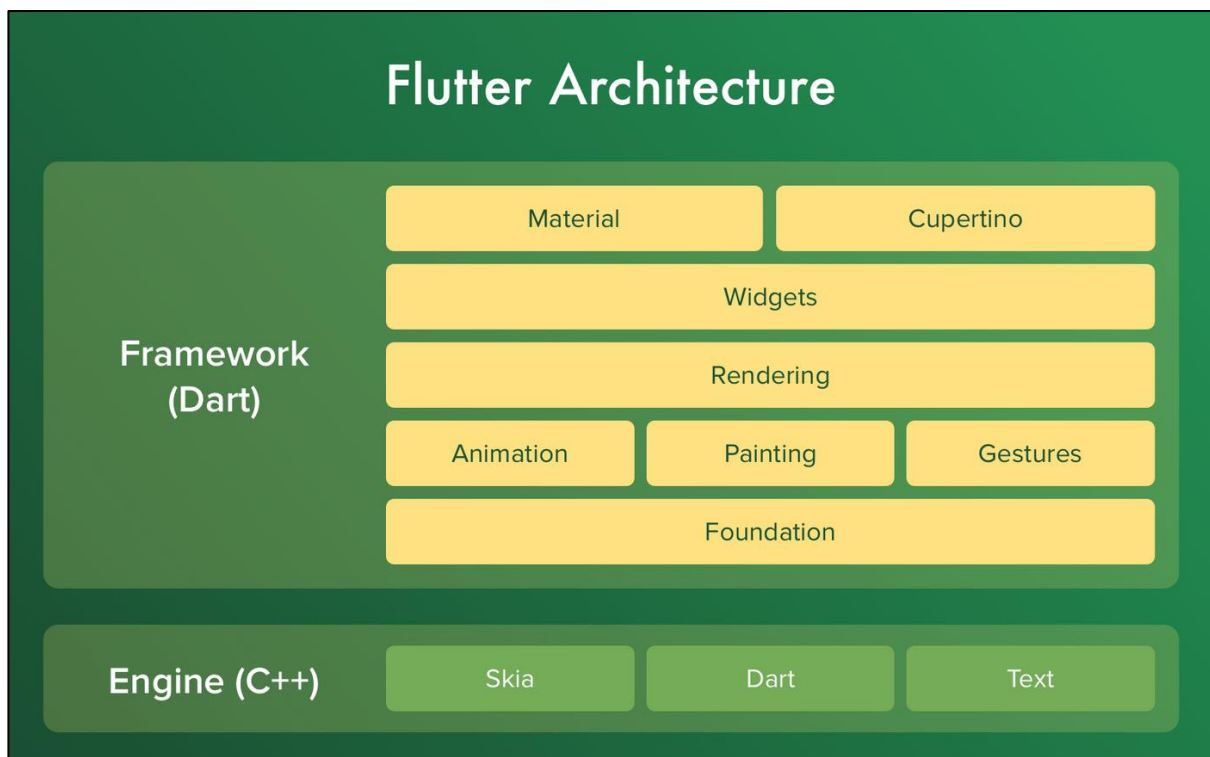 Flutter Architecture
Framework
(Dart)
Material
Cupertino
Widgets
Rendering
Animation
Painting
Gestures
Foundation
Engine (C++)
Skia
Dart
Text